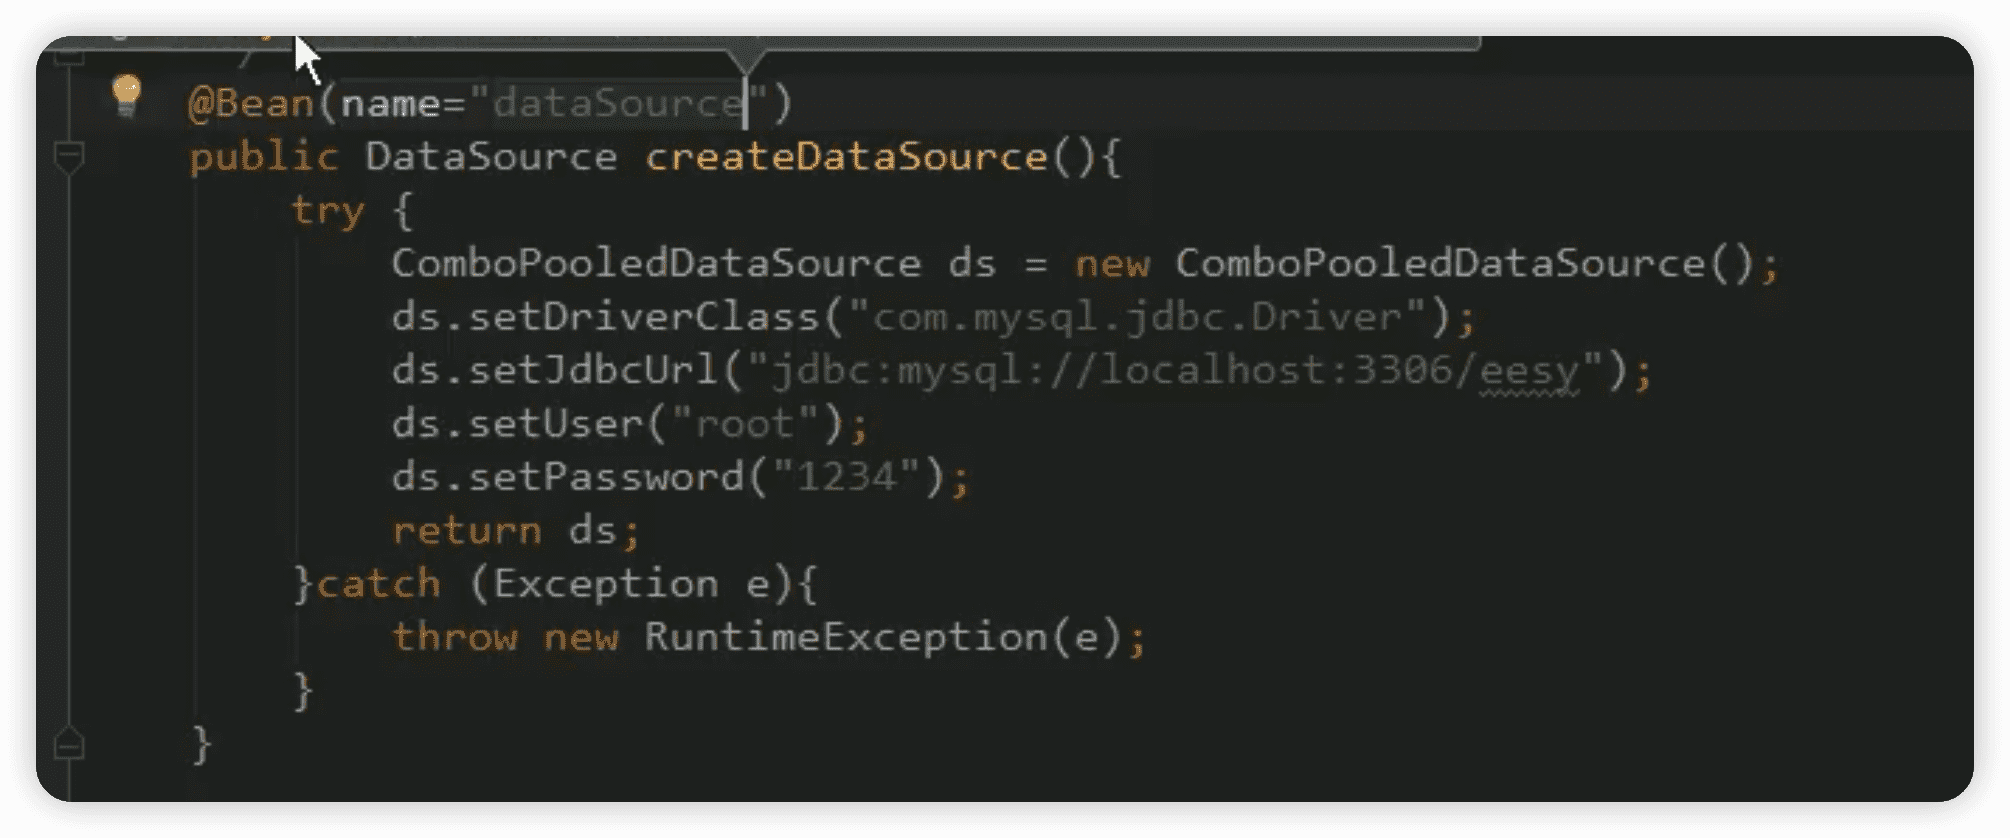 @Bean(name="dataSource")
public DataSource createDataSource(){
try {
ComboPooledDataSource ds = new ComboPooledDataSource();
ds.setDriverClass("com.mysql.jdbc.Driver");
ds.setJdbcUrl("jdbc:mysql://localhost:3306/eesy");
ds.setUser("root");
ds.setPassword("1234");
return ds;
}catch (Exception e){
throw new RuntimeException(e);
}
}